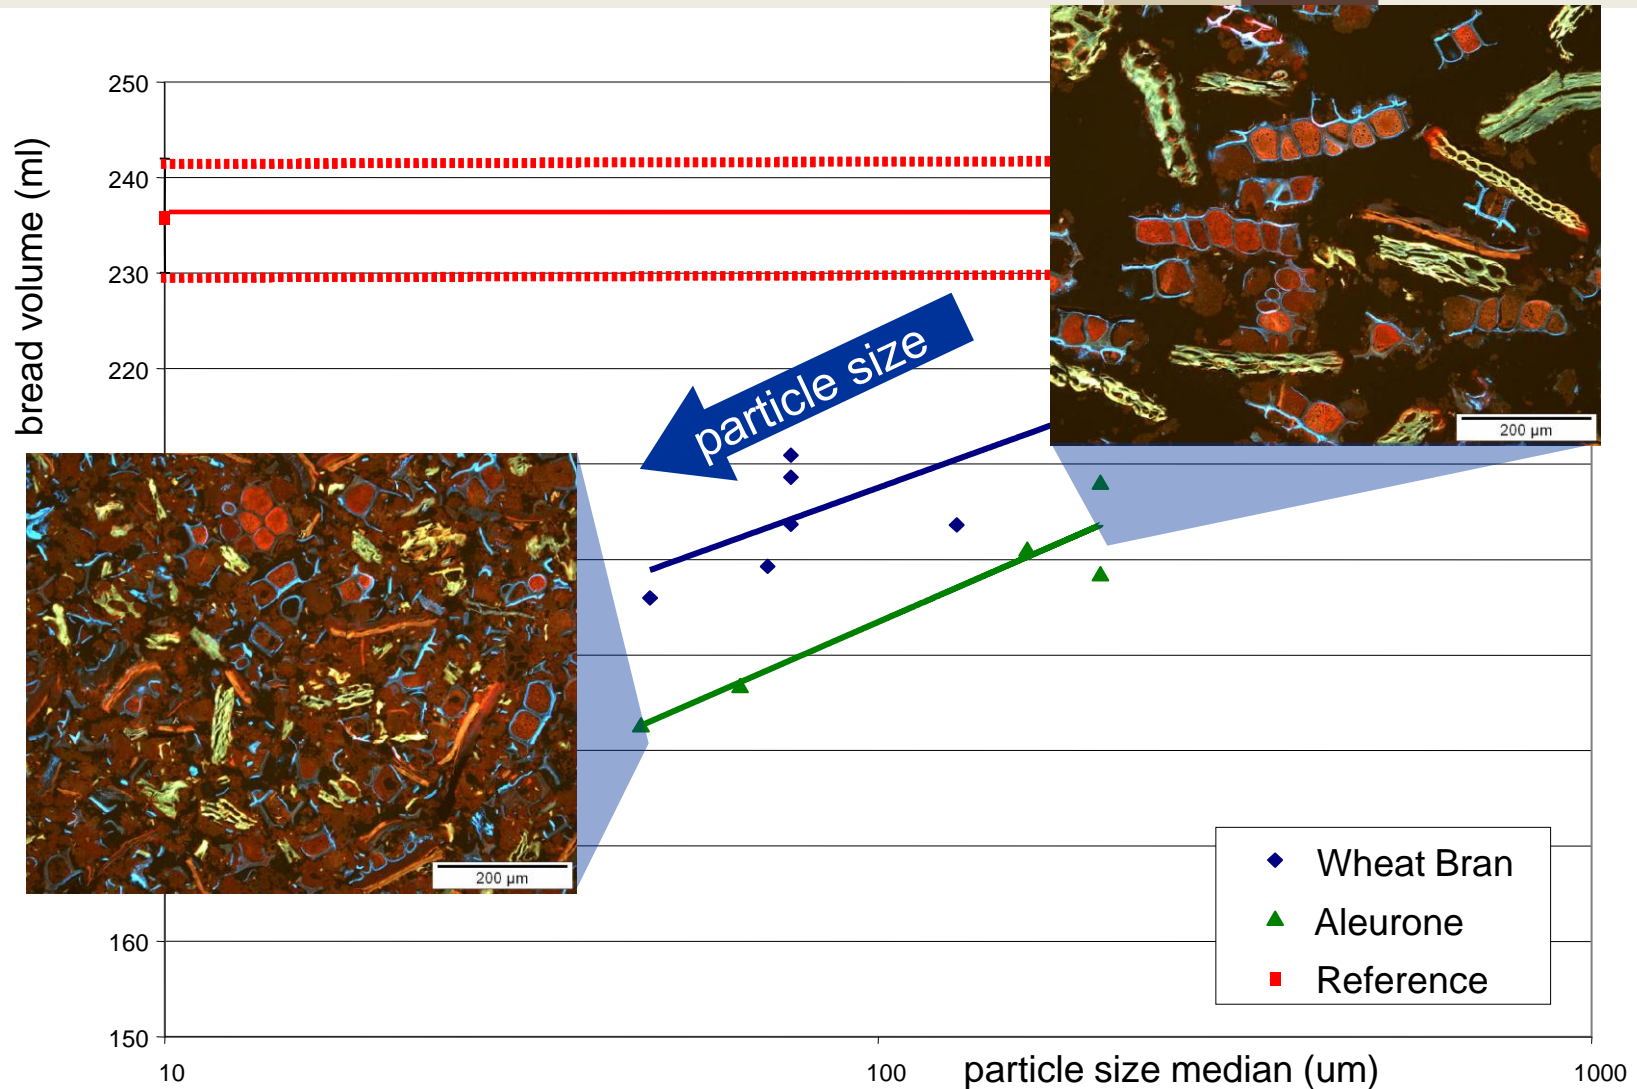 250
240
230
220
160
150
bread volume (ml)
particle size
200 µm
200 µm
Wheat Bran
Aleurone
Reference
10
100
particle size median (um)
1000